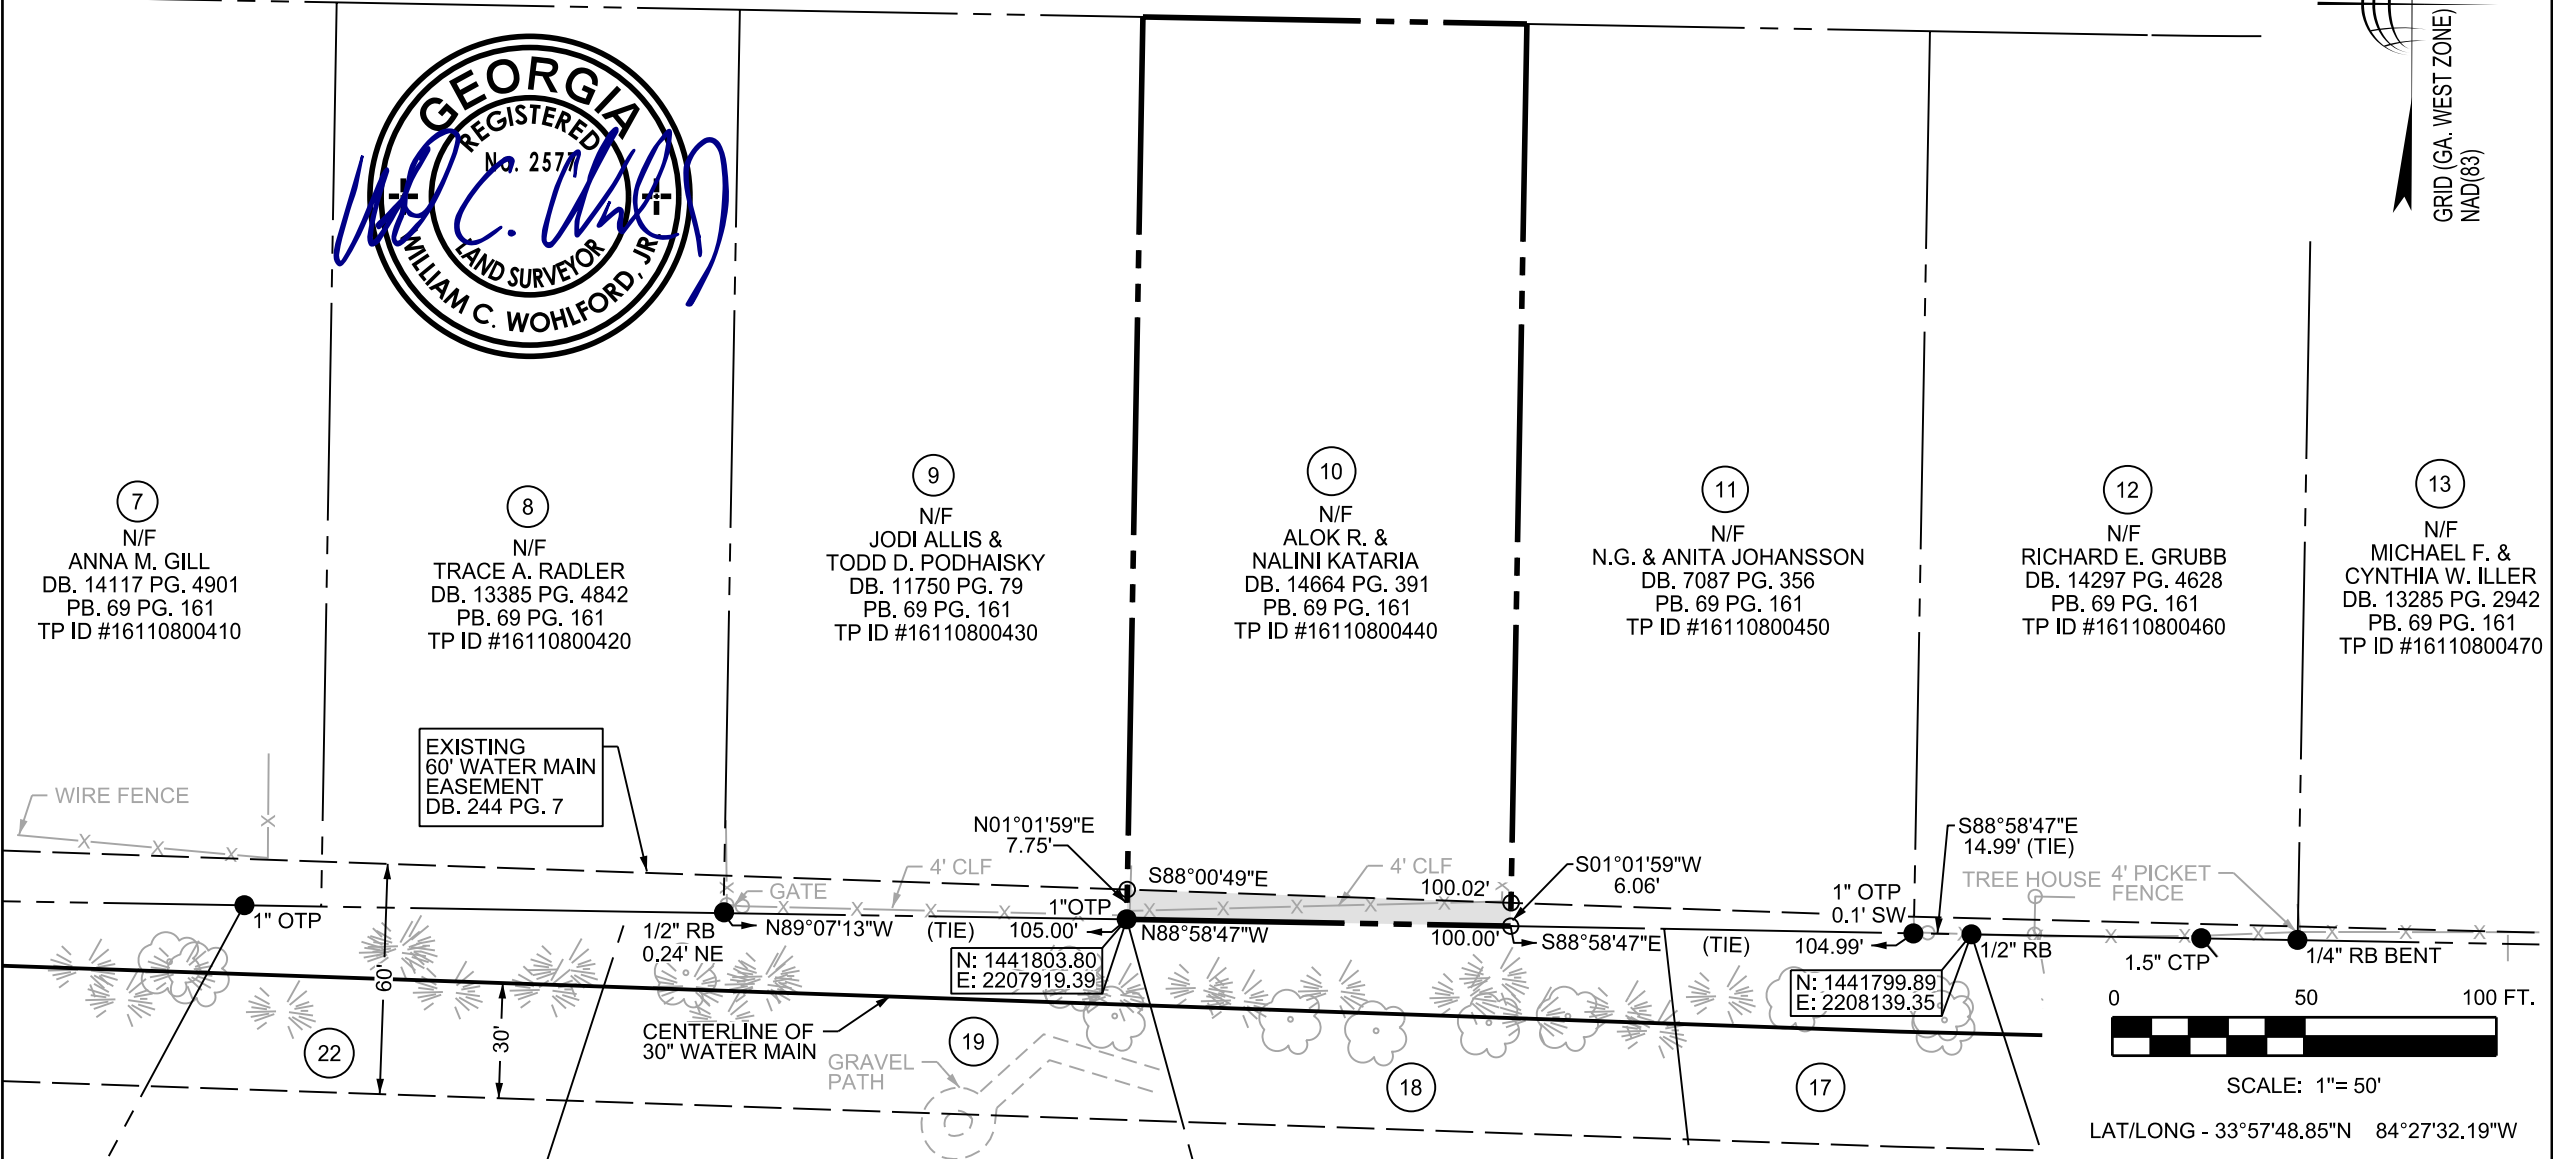 GEORGIA
REGISTERED
No. 2577
LAND SURVEYOR
WILLIAM C. WOHLFORD, JR.
GRID (GA. WEST ZONE)
NAD(83)
7
N/F
ANNA M. GILL
DB. 14117 PG. 4901
PB. 69 PG. 161
TP ID #16110800410
8
N/F
TRACE A. RADLER
DB. 13385 PG. 4842
PB. 69 PG. 161
TP ID #16110800420
9
N/F
JODI ALLIS &
TODD D. PODHAISKY
DB. 11750 PG. 79
PB. 69 PG. 161
TP ID #16110800430
10
N/F
ALOK R. &
NALINI KATARIA
DB. 14664 PG. 391
PB. 69 PG. 161
TP ID #16110800440
11
N/F
N.G. & ANITA JOHANSSON
DB. 7087 PG. 356
PB. 69 PG. 161
TP ID #16110800450
12
N/F
RICHARD E. GRUBB
DB. 14297 PG. 4628
PB. 69 PG. 161
TP ID #16110800460
13
N/F
MICHAEL F. &
CYNTHIA W. ILLER
DB. 13285 PG. 2942
PB. 69 PG. 161
TP ID #16110800470
EXISTING
60' WATER MAIN
EASEMENT
DB. 244 PG. 7
WIRE FENCE
1" OTP
60'
30'
22
GATE
1/2" RB
0.24' NE
N89°07'13"W
(TIE)
105.00'
4' CLF
N01°01'59"E
7.75'
1"OTP
N: 1441803.80
E: 2207919.39
CENTERLINE OF
30" WATER MAIN
GRAVEL
PATH
19
S88°00'49"E
100.02'
4' CLF
N88°58'47"W
100.00'
S01°01'59"W
6.06'
S88°58'47"E
(TIE)
104.99'
1" OTP
0.1' SW
S88°58'47"E
14.99' (TIE)
TREE HOUSE
4' PICKET
FENCE
1/2" RB
N: 1441799.89
E: 2208139.35
1.5" CTP
1/4" RB BENT
18
17
0 50 100 FT.
SCALE: 1"= 50'
LAT/LONG - 33°57'48.85"N 84°27'32.19"W